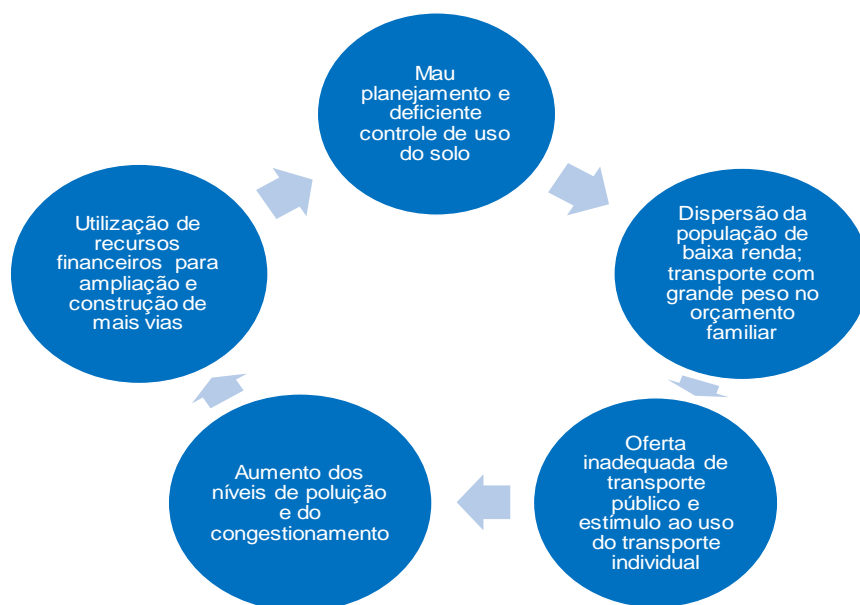 Mau
planejamento e
deficiente
controle de uso
do solo
Dispersão da
população de
baixa renda;
transporte com
grande peso no
orçamento
familiar
Oferta
inadequada de
transporte
público e
estímulo ao uso
do transporte
individual
Aumento dos
níveis de poluição
e do
congestionamento
Utilização de
recursos
financeiros para
ampliação e
construção de
mais vias